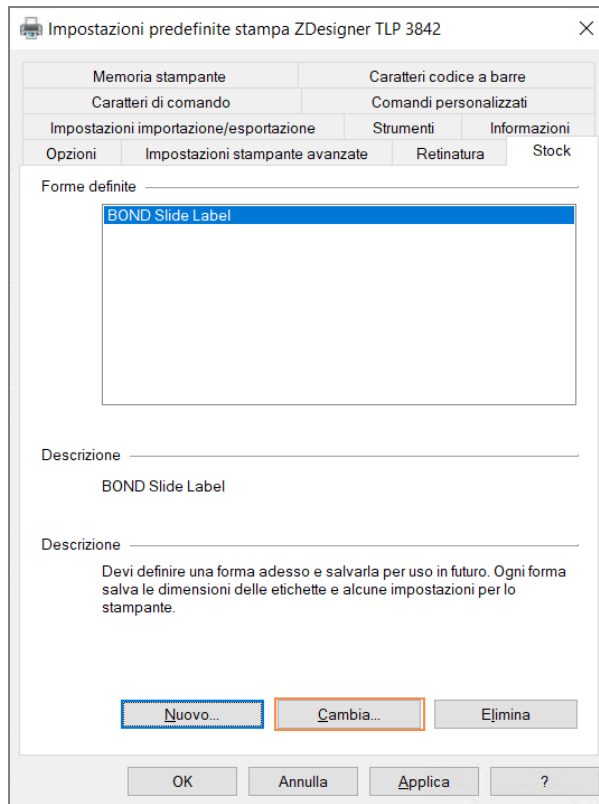 Impostazioni predefinite stampa ZDesigner TLP 3842
Memoria stampante Caratteri codice a barre
Caratteri di comando Comandi personalizzati
Impostazioni importazione/esportazione Strumenti Informazioni
Opzioni Impostazioni stampante avanzate Retinatura Stock
Forme definite
BOND Slide Label
Descrizione
BOND Slide Label
Descrizione
Devi definire una forma adesso e salvarla per uso in futuro. Ogni forma
salva le dimensioni delle etichette e alcune impostazioni per lo
stampante.
Nuovo... Cambia... Elimina
OK Annulla Applica ?